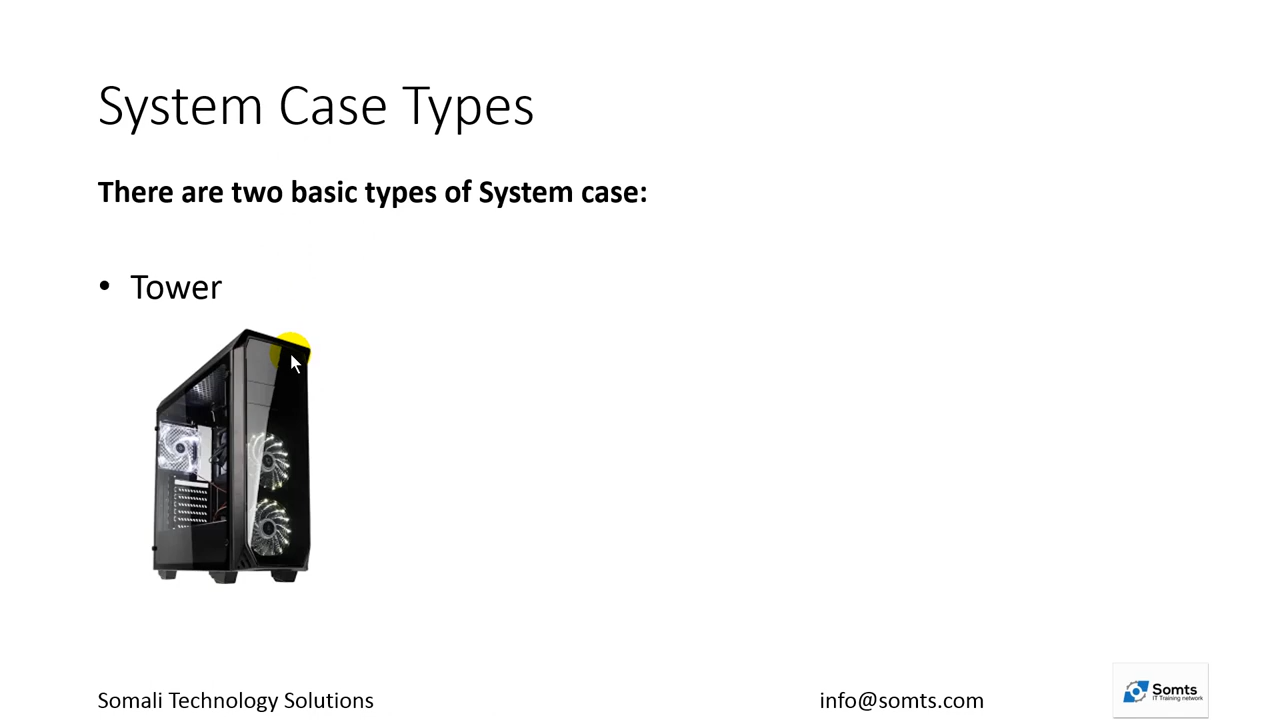 System Case Types
There are two basic types of System case:
• Tower
Somali Technology Solutions
info@somts.com
Somts
IT Training network